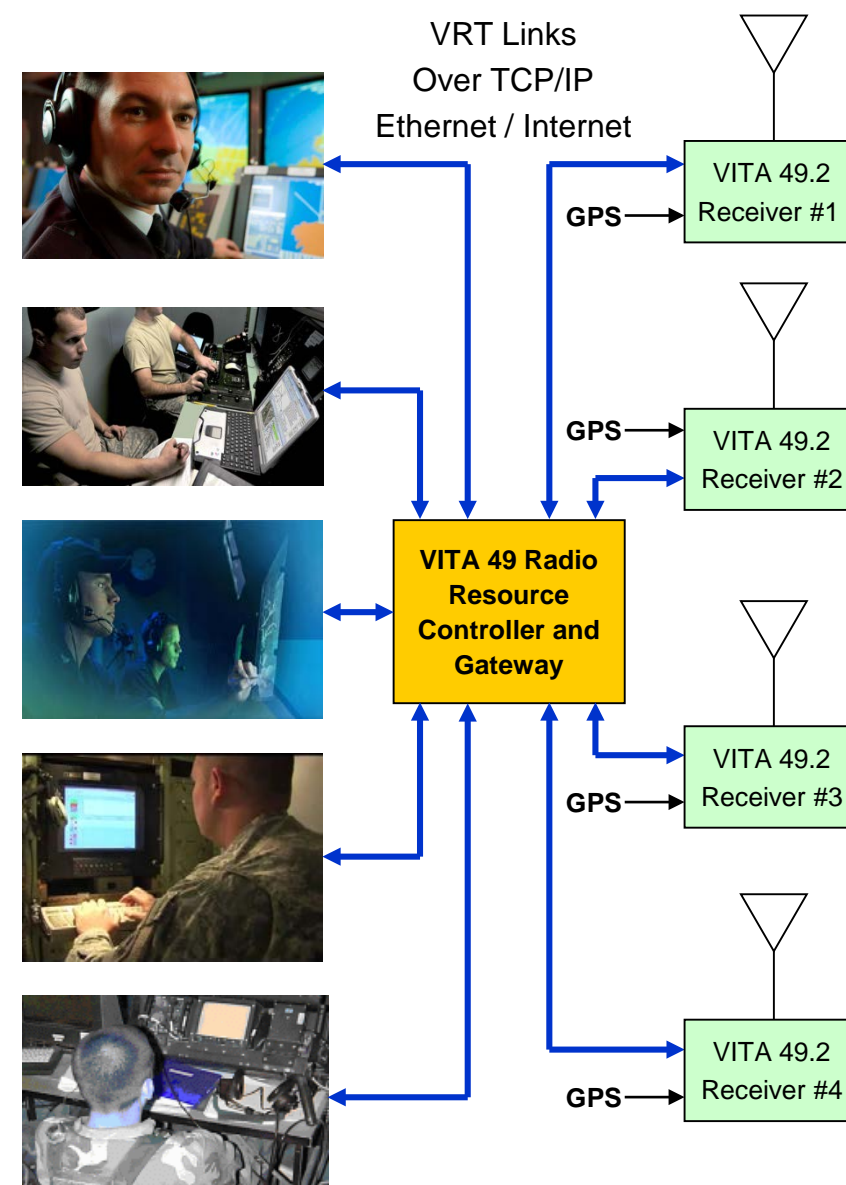 VRT Links
Over TCP/IP
Ethernet / Internet
VITA 49.2
Receiver #1
GPS
GPS
VITA 49.2
Receiver #2
VITA 49 Radio
Resource
Controller and
Gateway
VITA 49.2
Receiver #3
GPS
VITA 49.2
Receiver #4
GPS